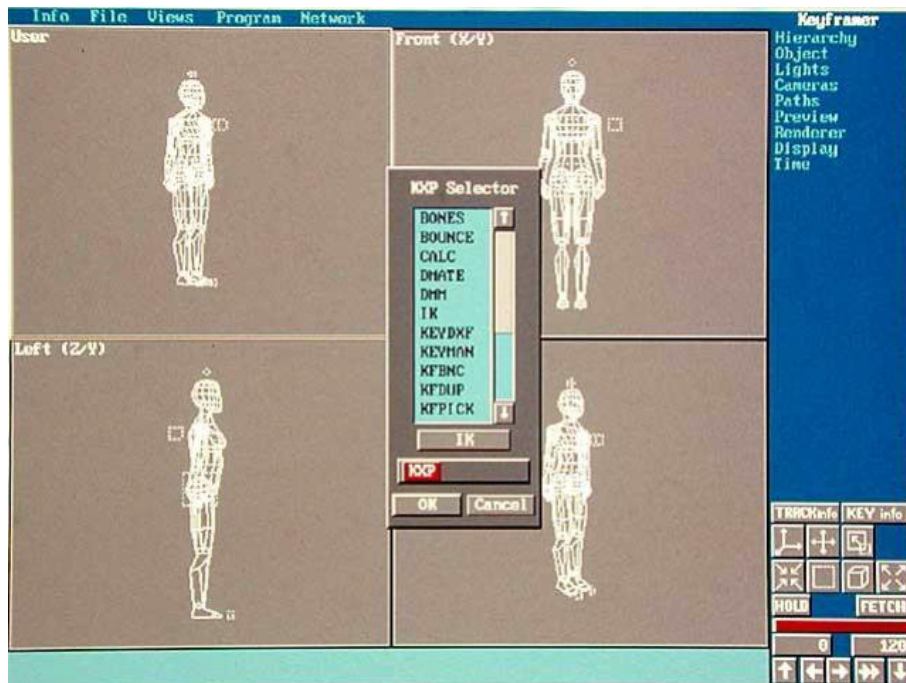 Info File Views Program Network
Keyframer
User
Front (X/Y)
Hierarchy
Object
Lights
Cameras
Paths
Preview
Renderer
Display
Time
KXP Selector
BONES
BOUNCE
CALC
DMATE
DMM
IK
KEYDXF
KEYMAN
KFBNC
KFDUP
KFPICK
IK
KXP
OK Cancel
Left (Z/Y)
TRACKinfo KEY info
HOLD FETCH
0 120